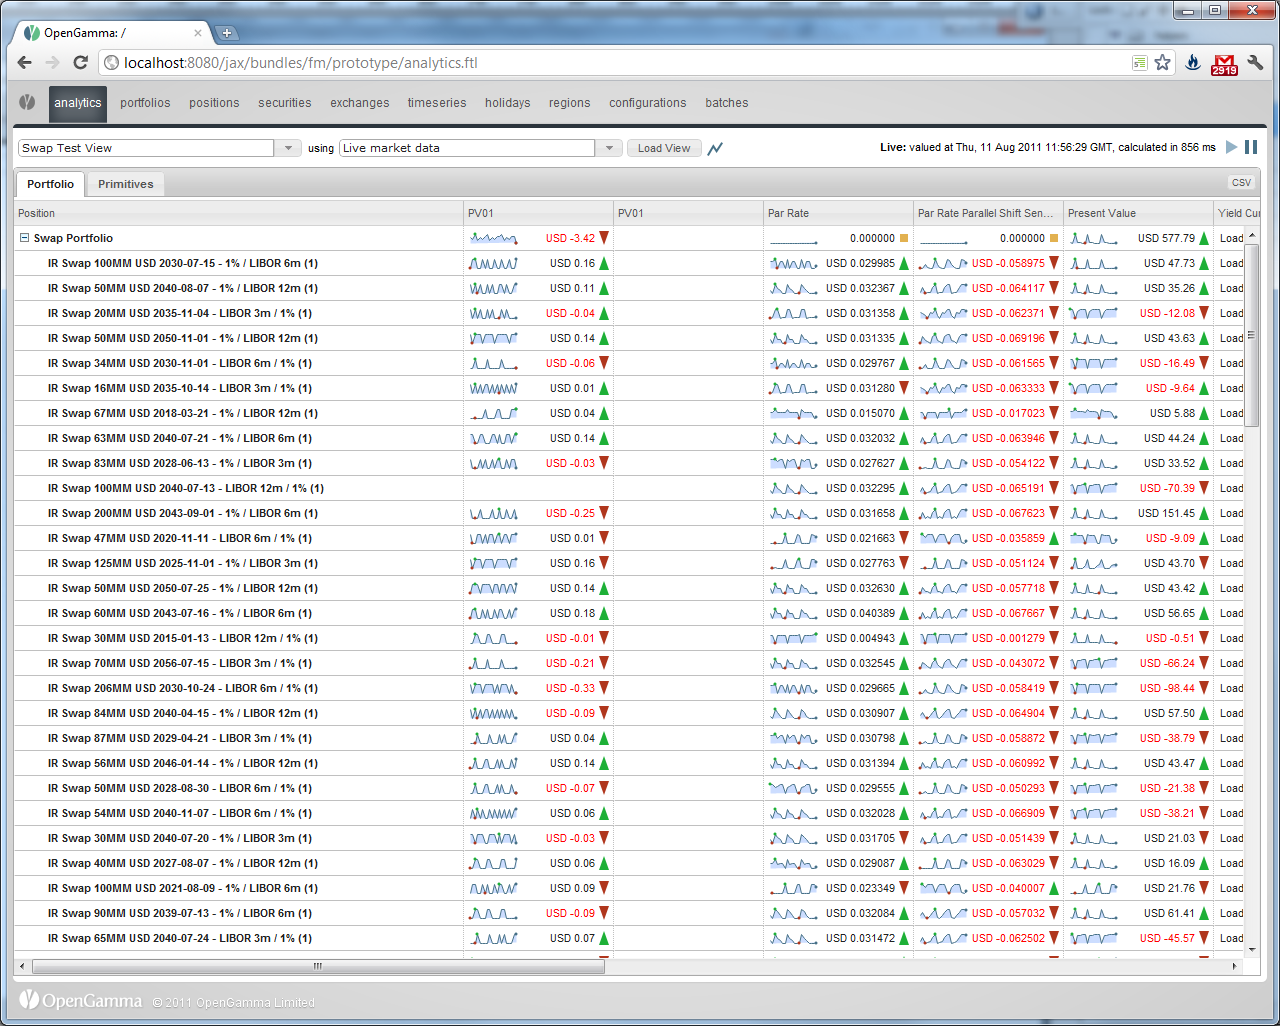 OpenGamma: /
localhost:8080/jax/bundles/fm/prototype/analytics.ftl
2919
analytics portfolios positions securities exchanges timeseries holidays regions configurations batches
Swap Test View using Live market data Load View Live: valued at Thu, 11 Aug 2011 11:56:29 GMT, calculated in 856 ms
Portfolio Primitives CSV
Position PV01 PV01 Par Rate Par Rate Parallel Shift Sen... Present Value Yield Cu
Swap Portfolio USD -3.42 0.000000 0.000000 USD 577.79 Load
IR Swap 100MM USD 2030-07-15 - 1% / LIBOR 6m (1) USD 0.16 USD 0.029985 USD -0.058975 USD 47.73 Load
IR Swap 50MM USD 2040-08-07 - 1% / LIBOR 12m (1) USD 0.11 USD 0.032367 USD -0.064117 USD 35.26 Load
IR Swap 20MM USD 2035-11-04 - LIBOR 3m / 1% (1) USD -0.04 USD 0.031358 USD -0.062371 USD -12.08 Load
IR Swap 50MM USD 2050-11-01 - 1% / LIBOR 12m (1) USD 0.14 USD 0.031335 USD -0.069196 USD 43.63 Load
IR Swap 34MM USD 2030-11-01 - LIBOR 6m / 1% (1) USD -0.06 USD 0.029767 USD -0.061565 USD -16.49 Load
IR Swap 16MM USD 2035-10-14 - LIBOR 3m / 1% (1) USD 0.01 USD 0.031280 USD -0.063333 USD -9.64 Load
IR Swap 67MM USD 2018-03-21 - 1% / LIBOR 12m (1) USD 0.04 USD 0.015070 USD -0.017023 USD 5.88 Load
IR Swap 63MM USD 2040-07-21 - 1% / LIBOR 6m (1) USD 0.14 USD 0.032032 USD -0.063946 USD 44.24 Load
IR Swap 83MM USD 2028-06-13 - 1% / LIBOR 3m (1) USD -0.03 USD 0.027627 USD -0.054122 USD 33.52 Load
IR Swap 100MM USD 2040-07-13 - LIBOR 12m / 1% (1) USD 0.032295 USD -0.065191 USD -70.39 Load
IR Swap 200MM USD 2043-09-01 - 1% / LIBOR 6m (1) USD -0.25 USD 0.031658 USD -0.067623 USD 151.45 Load
IR Swap 47MM USD 2020-11-11 - LIBOR 6m / 1% (1) USD 0.01 USD 0.021663 USD -0.035859 USD -9.09 Load
IR Swap 125MM USD 2025-11-01 - 1% / LIBOR 3m (1) USD 0.16 USD 0.027763 USD -0.051124 USD 43.70 Load
IR Swap 50MM USD 2050-07-25 - 1% / LIBOR 12m (1) USD 0.14 USD 0.032630 USD -0.057718 USD 43.42 Load
IR Swap 60MM USD 2043-07-16 - 1% / LIBOR 6m (1) USD 0.18 USD 0.040389 USD -0.067667 USD 56.65 Load
IR Swap 30MM USD 2015-01-13 - LIBOR 12m / 1% (1) USD -0.01 USD 0.004943 USD -0.001279 USD -0.51 Load
IR Swap 70MM USD 2056-07-15 - LIBOR 3m / 1% (1) USD -0.21 USD 0.032545 USD -0.043072 USD -66.24 Load
IR Swap 206MM USD 2030-10-24 - LIBOR 6m / 1% (1) USD -0.33 USD 0.029665 USD -0.058419 USD -98.44 Load
IR Swap 84MM USD 2040-04-15 - 1% / LIBOR 12m (1) USD -0.09 USD 0.030907 USD -0.064904 USD 57.50 Load
IR Swap 87MM USD 2029-04-21 - LIBOR 3m / 1% (1) USD 0.04 USD 0.030798 USD -0.058872 USD -38.79 Load
IR Swap 56MM USD 2046-01-14 - 1% / LIBOR 12m (1) USD 0.14 USD 0.031394 USD -0.060992 USD 43.47 Load
IR Swap 50MM USD 2028-08-30 - LIBOR 6m / 1% (1) USD -0.07 USD 0.029555 USD -0.050293 USD -21.38 Load
IR Swap 54MM USD 2040-11-07 - LIBOR 6m / 1% (1) USD 0.06 USD 0.032028 USD -0.066909 USD -38.21 Load
IR Swap 30MM USD 2040-07-20 - 1% / LIBOR 3m (1) USD -0.03 USD 0.031705 USD -0.051439 USD 21.03 Load
IR Swap 40MM USD 2027-08-07 - 1% / LIBOR 12m (1) USD 0.06 USD 0.029087 USD -0.063029 USD 16.09 Load
IR Swap 100MM USD 2021-08-09 - 1% / LIBOR 6m (1) USD 0.09 USD 0.023349 USD -0.040007 USD 21.76 Load
IR Swap 90MM USD 2039-07-13 - 1% / LIBOR 6m (1) USD -0.09 USD 0.032084 USD -0.057032 USD 61.41 Load
IR Swap 65MM USD 2040-07-24 - LIBOR 3m / 1% (1) USD 0.07 USD 0.031472 USD -0.062502 USD -45.57 Load
OpenGamma © 2011 OpenGamma Limited